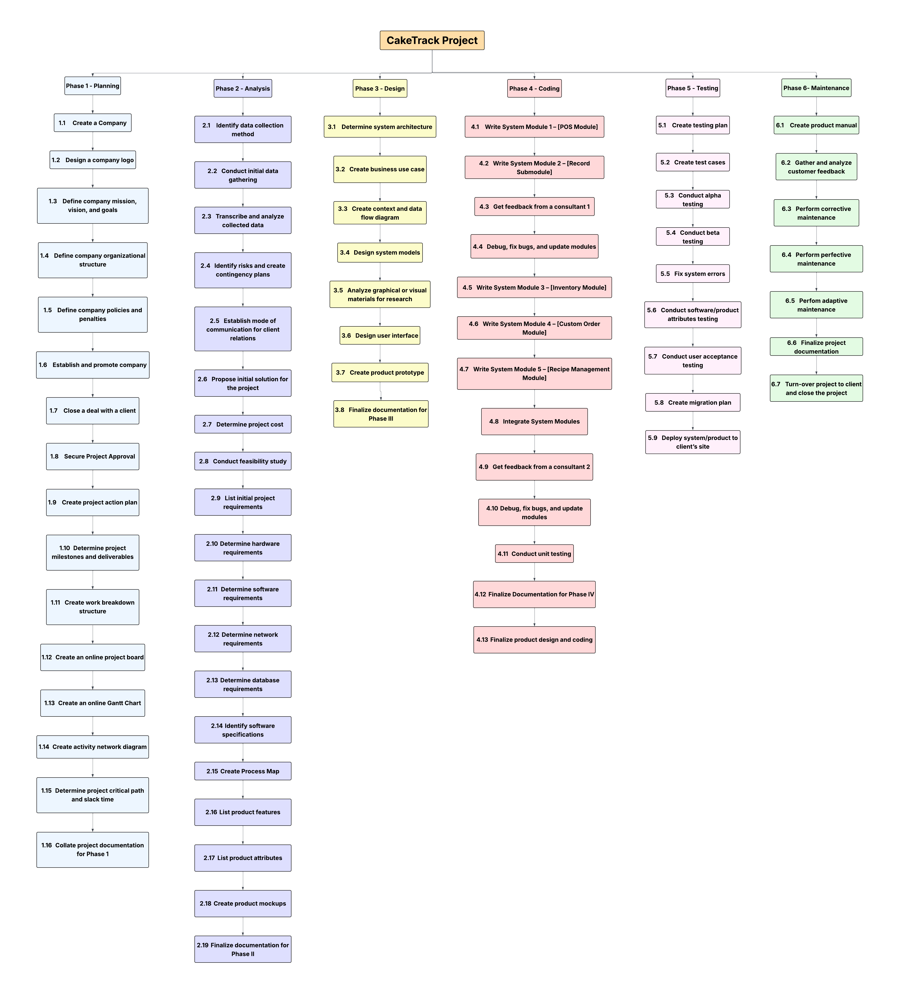 CakeTrack Project
Phase 1 - Planning
1.1 Create a Company
1.2 Design a company logo
1.3 Define company mission,
vision, and goals
1.4 Define company organizational
structure
1.5 Define company policies and
penalties
1.6 Establish and promote company
1.7 Close a deal with a client
1.8 Secure Project Approval
1.9 Create project action plan
1.10 Determine project
milestones and deliverables
1.11 Create work breakdown
structure
1.12 Create an online project board
1.13 Create an online Gantt Chart
1.14 Create activity network diagram
1.15 Determine project critical path
and slack time
1.16 Collate project documentation
for Phase 1
Phase 2 - Analysis
2.1 Identify data collection
method
2.2 Conduct initial data
gathering
2.3 Transcribe and analyze
collected data
2.4 Identify risks and create
contingency plans
2.5 Establish mode of
communication for client
relations
2.6 Propose initial solution for
the project
2.7 Determine project cost
2.8 Conduct feasibility study
2.9 List initial project
requirements
2.10 Determine hardware
requirements
2.11 Determine software
requirements
2.12 Determine network
requirements
2.13 Determine database
requirements
2.14 Identify software
specifications
2.15 Create Process Map
2.16 List product features
2.17 List product attributes
2.18 Create product mockups
2.19 Finalize documentation for
Phase II
Phase 3 - Design
3.1 Determine system architecture
3.2 Create business use case
3.3 Create context and data
flow diagram
3.4 Design system models
3.5 Analyze graphical or visual
materials for research
3.6 Design user interface
3.7 Create product prototype
3.8 Finalize documentation for
Phase III
Phase 4 - Coding
4.1 Write System Module 1 – [POS Module]
4.2 Write System Module 2 – [Record
Submodule]
4.3 Get feedback from a consultant 1
4.4 Debug, fix bugs, and update modules
4.5 Write System Module 3 – [Inventory Module]
4.6 Write System Module 4 – [Custom Order
Module]
4.7 Write System Module 5 – [Recipe Management
Module]
4.8 Integrate System Modules
4.9 Get feedback from a consultant 2
4.10 Debug, fix bugs, and update
modules
4.11 Conduct unit testing
4.12 Finalize Documentation for Phase IV
4.13 Finalize product design and coding
Phase 5 - Testing
5.1 Create testing plan
5.2 Create test cases
5.3 Conduct alpha
testing
5.4 Conduct beta
testing
5.5 Fix system errors
5.6 Conduct software/product
attributes testing
5.7 Conduct user acceptance
testing
5.8 Create migration plan
5.9 Deploy system/product to
client’s site
Phase 6- Maintenance
6.1 Create product manual
6.2 Gather and analyze
customer feedback
6.3 Perform corrective
maintenance
6.4 Perform perfective
maintenance
6.5 Perfom adaptive
maintenance
6.6 Finalize project
documentation
6.7 Turn-over project to client
and close the project